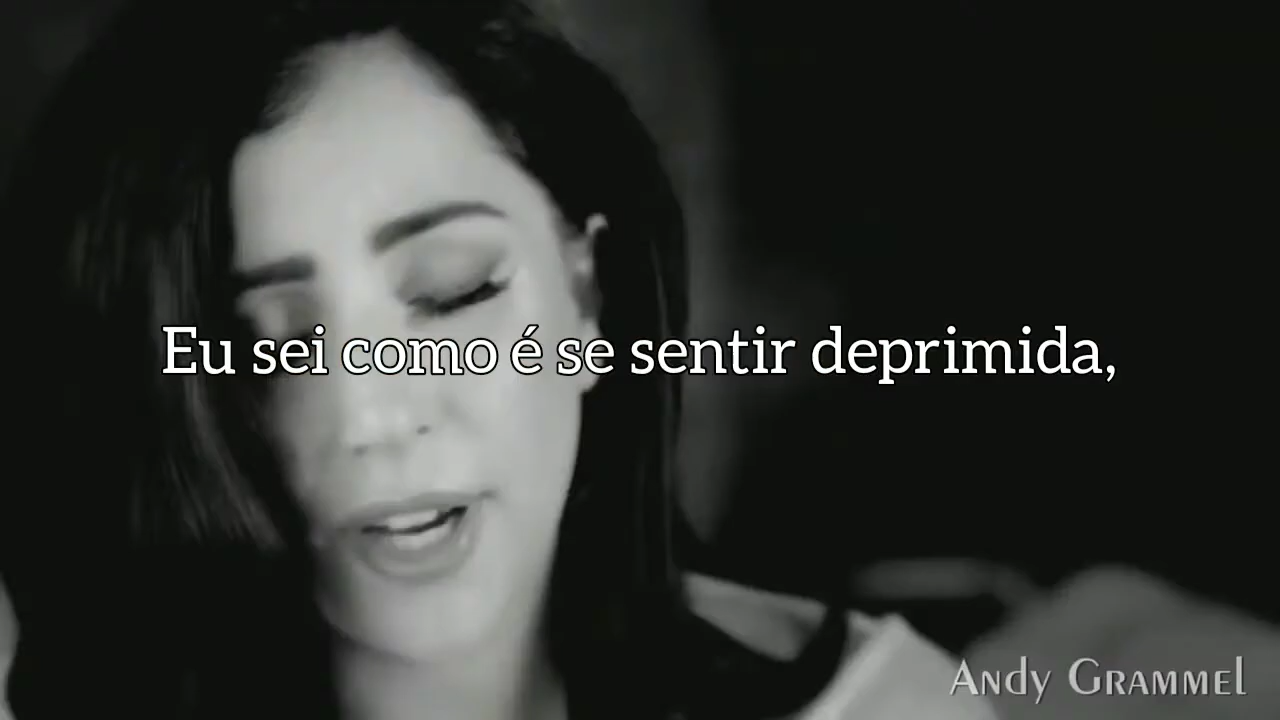 Eu sei como é se sentir deprimida,
Andy Grammel